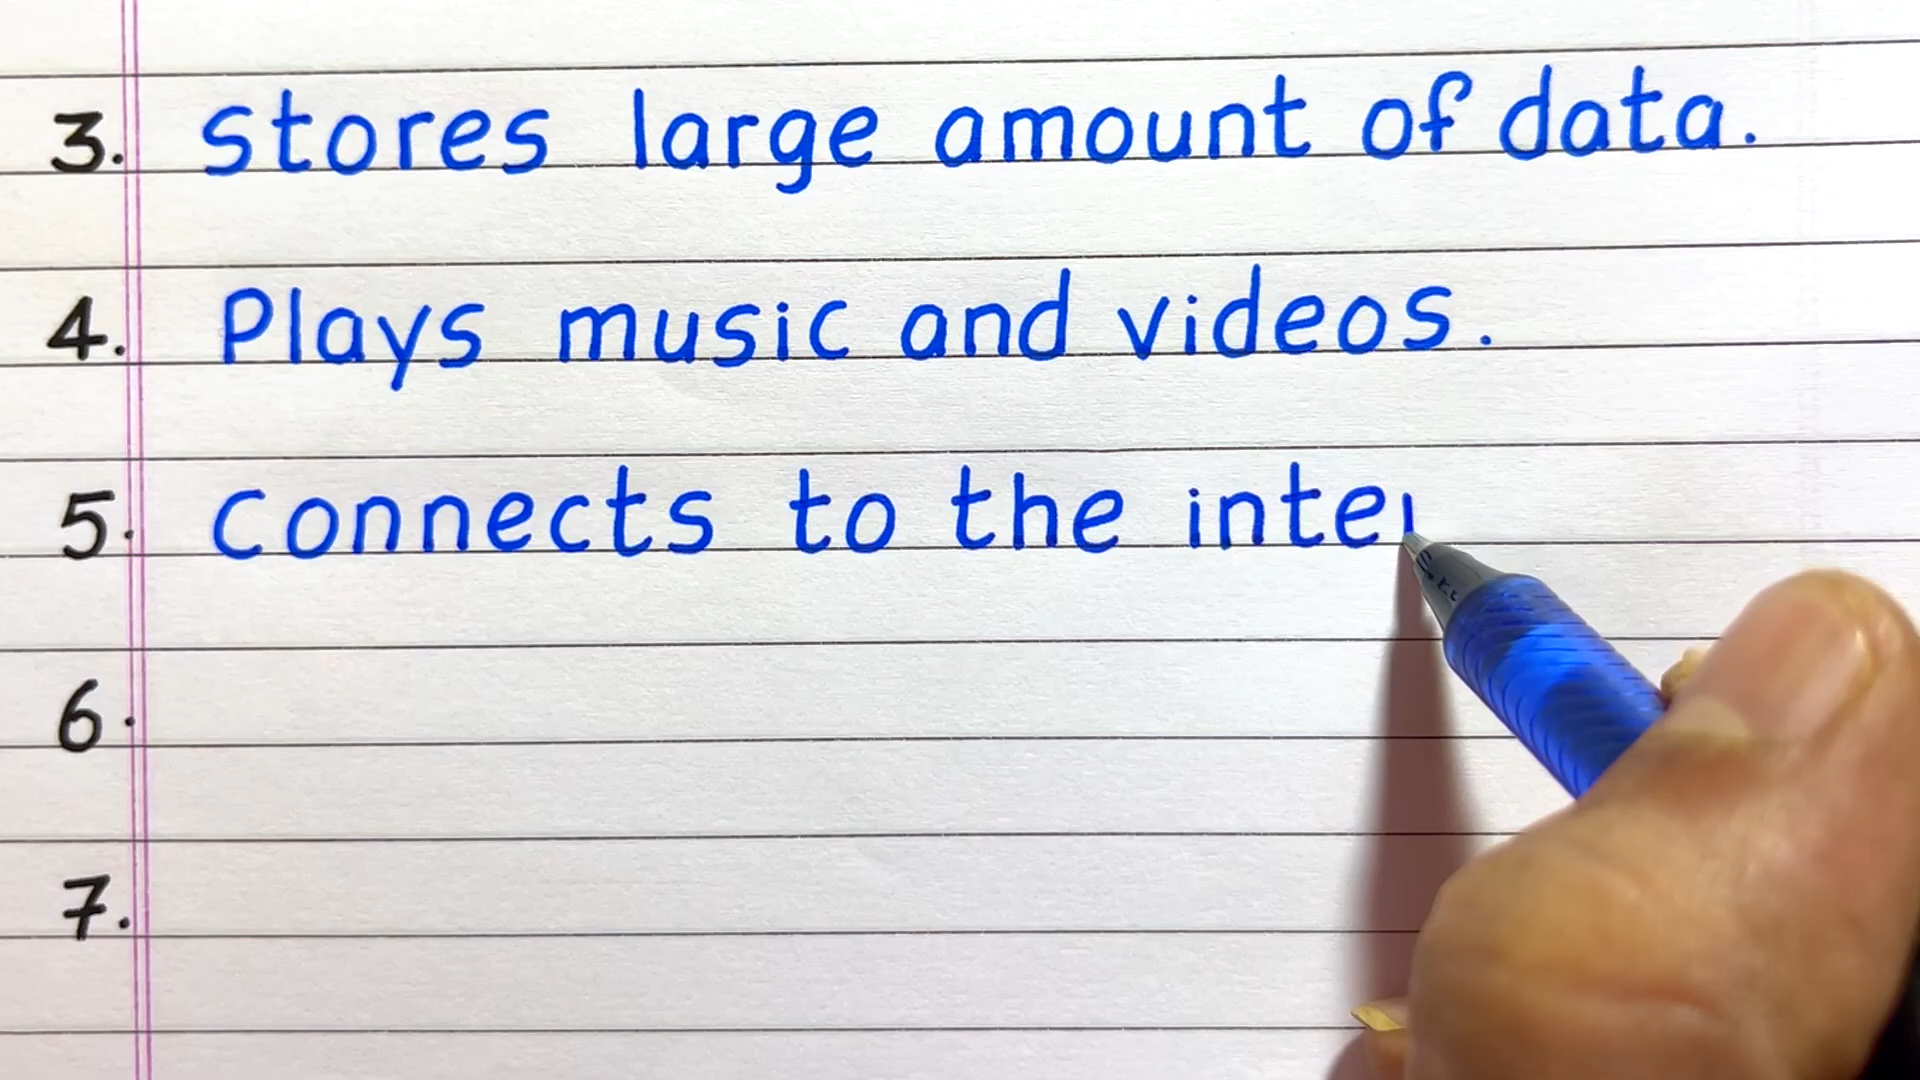 3. Stores large amount of data.
4. Plays music and videos.
5. Connects to the inte
6.
7.